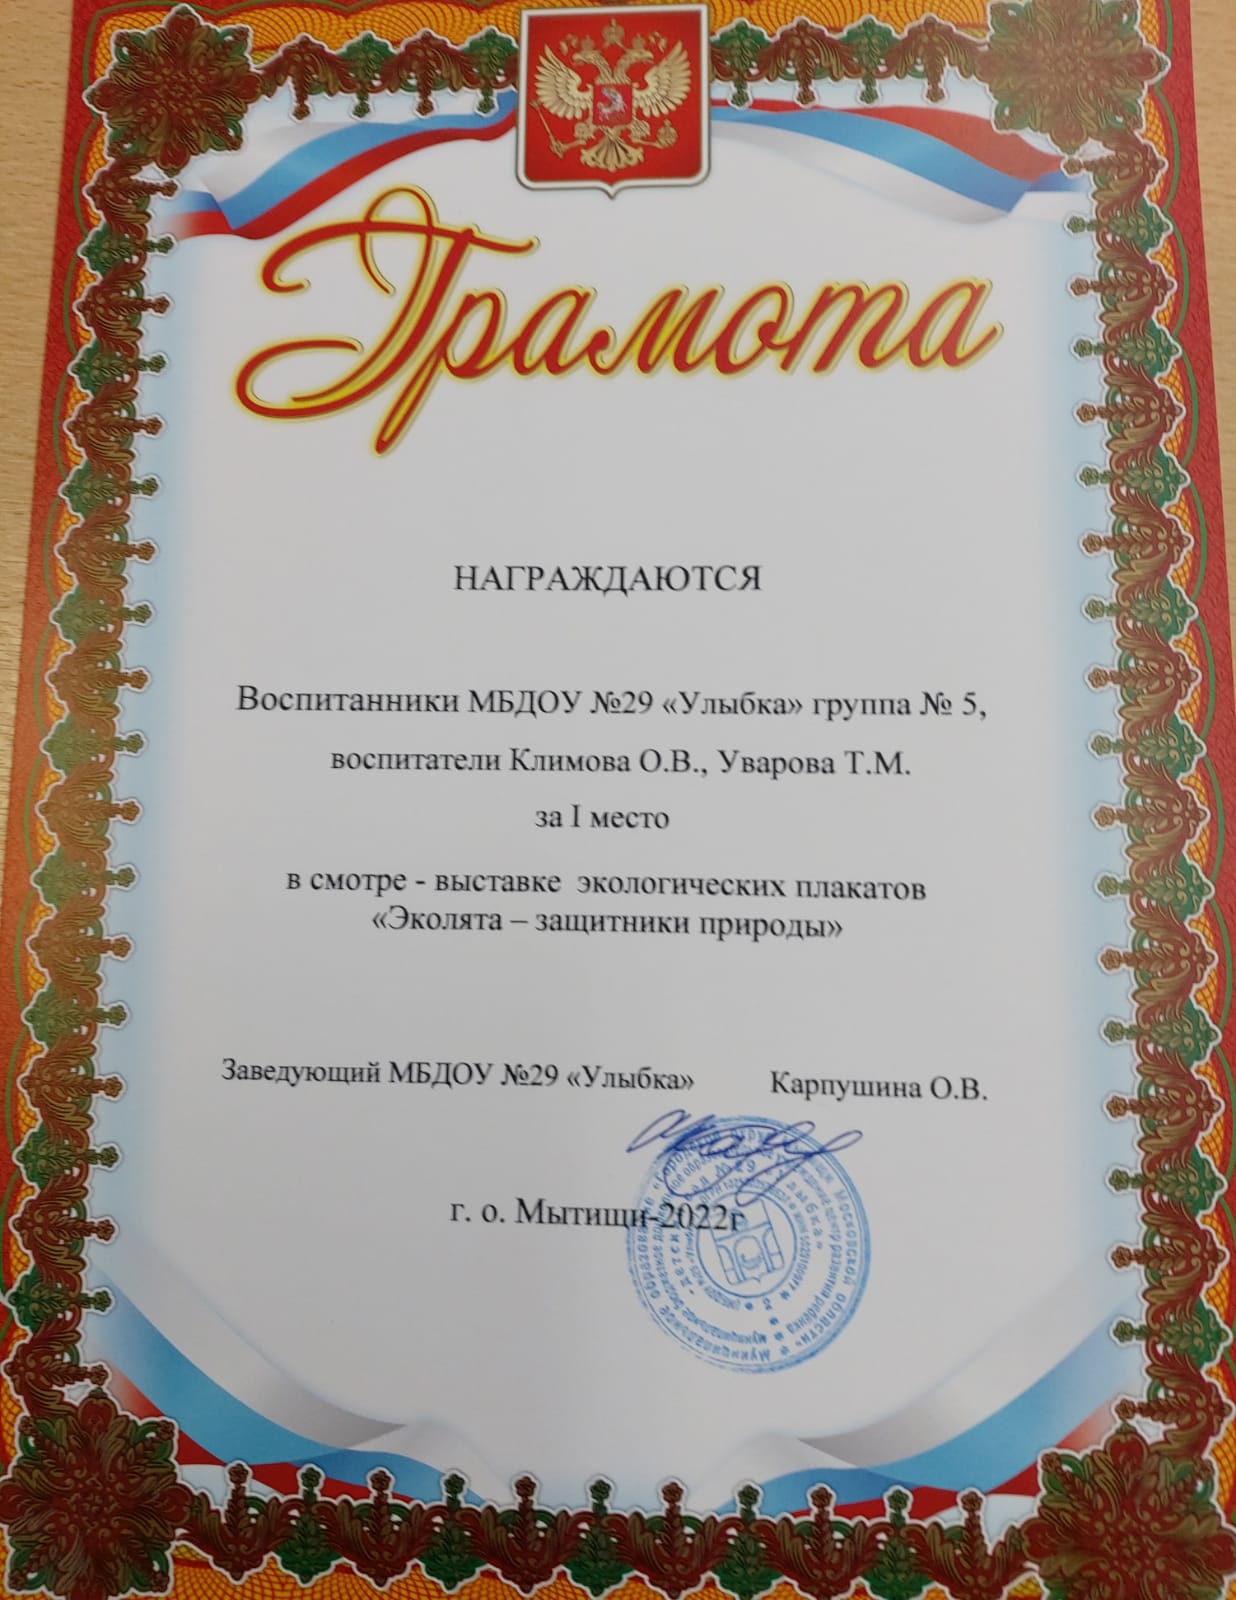 Грамота
НАГРАЖДАЮТСЯ
Воспитанники МБДОУ №29 «Улыбка» группа № 5,
воспитатели Климова О.В., Уварова Т.М.
за I место
в смотре - выставке экологических плакатов
«Эколята – защитники природы»
Заведующий МБДОУ №29 «Улыбка» Карпушина О.В.
г. о. Мытищи-2022г